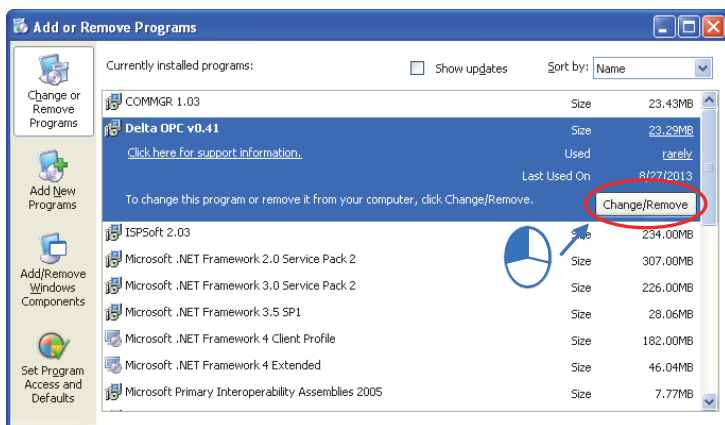 Add or Remove Programs
Change or
Remove
Programs
Add New
Programs
Add/Remove
Windows
Components
Set Program
Access and
Defaults
Currently installed programs: Show updates Sort by: Name
COMMGR 1.03 Size 23.43MB
Delta OPC v0.41 Size 23.29MB
Click here for support information. Used rarely
Last Used On 8/27/2013
To change this program or remove it from your computer, click Change/Remove. Change/Remove
ISPSoft 2.03 Size 234.00MB
Microsoft .NET Framework 2.0 Service Pack 2 Size 307.00MB
Microsoft .NET Framework 3.0 Service Pack 2 Size 226.00MB
Microsoft .NET Framework 3.5 SP1 Size 28.06MB
Microsoft .NET Framework 4 Client Profile Size 182.00MB
Microsoft .NET Framework 4 Extended Size 46.04MB
Microsoft Primary Interoperability Assemblies 2005 Size 7.77MB